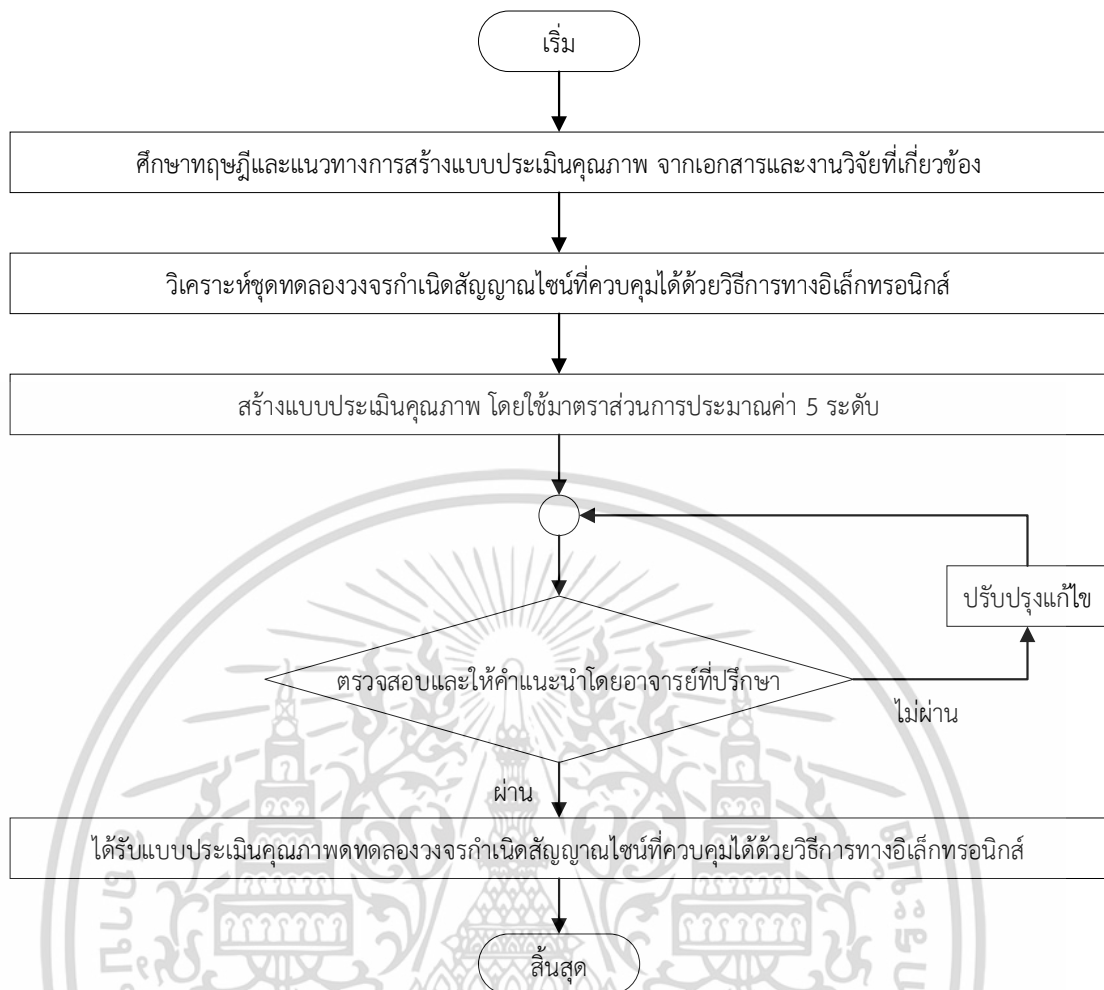 เริ่ม
ศึกษาทฤษฎีและแนวทางการสร้างแบบประเมินคุณภาพ จากเอกสารและงานวิจัยที่เกี่ยวข้อง
วิเคราะห์ชุดทดลองวงจรกำเนิดสัญญาณไซน์ที่ควบคุมได้ด้วยวิธีการทางอิเล็กทรอนิกส์
สร้างแบบประเมินคุณภาพ โดยใช้มาตราส่วนการประมาณค่า 5 ระดับ
ปรับปรุงแก้ไข
ตรวจสอบและให้คำแนะนำโดยอาจารย์ที่ปรึกษา
ไม่ผ่าน
ผ่าน
ได้รับแบบประเมินคุณภาพดทดลองวงจรกำเนิดสัญญาณไซน์ที่ควบคุมได้ด้วยวิธีการทางอิเล็กทรอนิกส์
สิ้นสุด